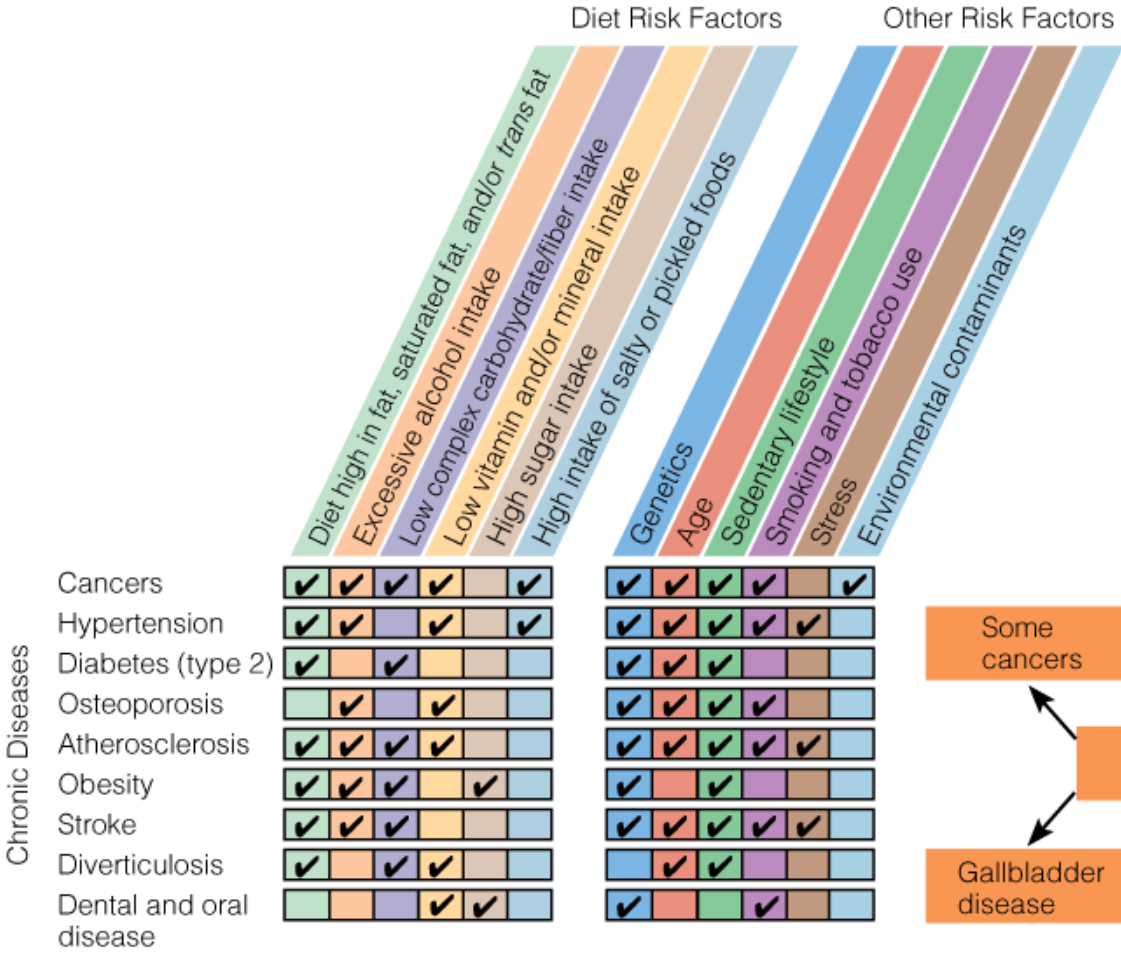 Diet Risk Factors
Other Risk Factors
Diet high in fat, saturated fat, and/or trans fat
Excessive alcohol intake
Low complex carbohydrate/fiber intake
Low vitamin and/or mineral intake
High sugar intake
High intake of salty or pickled foods
Genetics
Age
Sedentary lifestyle
Smoking and tobacco use
Stress
Environmental contaminants
Chronic Diseases
Cancers
Hypertension
Diabetes (type 2)
Osteoporosis
Atherosclerosis
Obesity
Stroke
Diverticulosis
Dental and oral
disease
Some
cancers
Gallbladder
disease